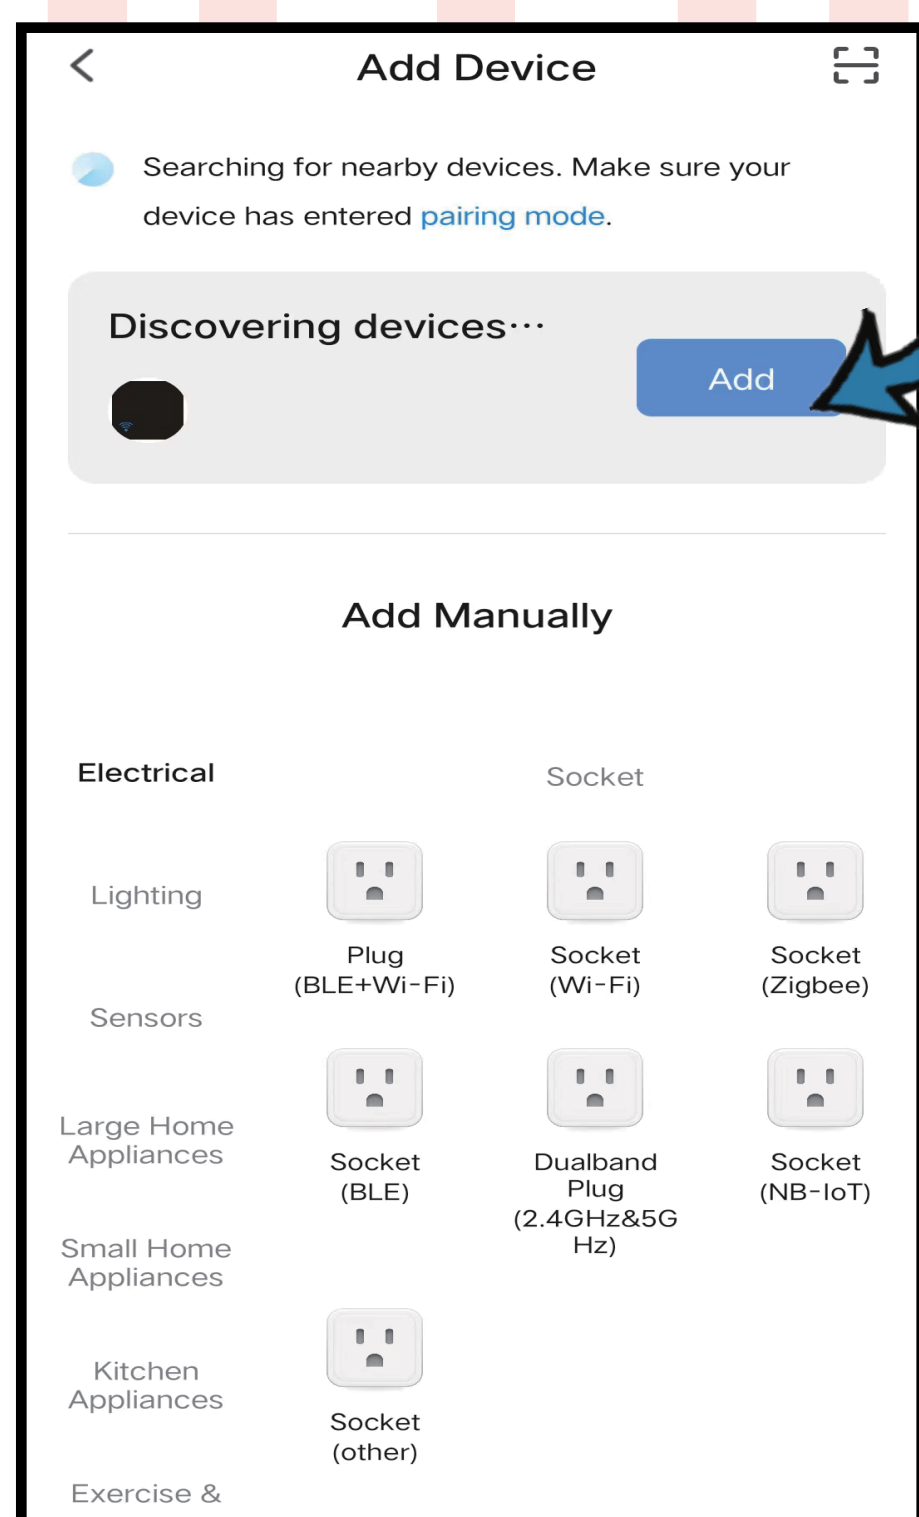 Add Device
Searching for nearby devices. Make sure your
device has entered pairing mode.
Discovering devices···
Add
Add Manually
Electrical
Lighting
Sensors
Large Home
Appliances
Small Home
Appliances
Kitchen
Appliances
Exercise &
Socket
Plug
(BLE+Wi-Fi)
Socket
(Wi-Fi)
Socket
(Zigbee)
Socket
(BLE)
Dualband
Plug
(2.4GHz&5G
Hz)
Socket
(NB-IoT)
Socket
(other)